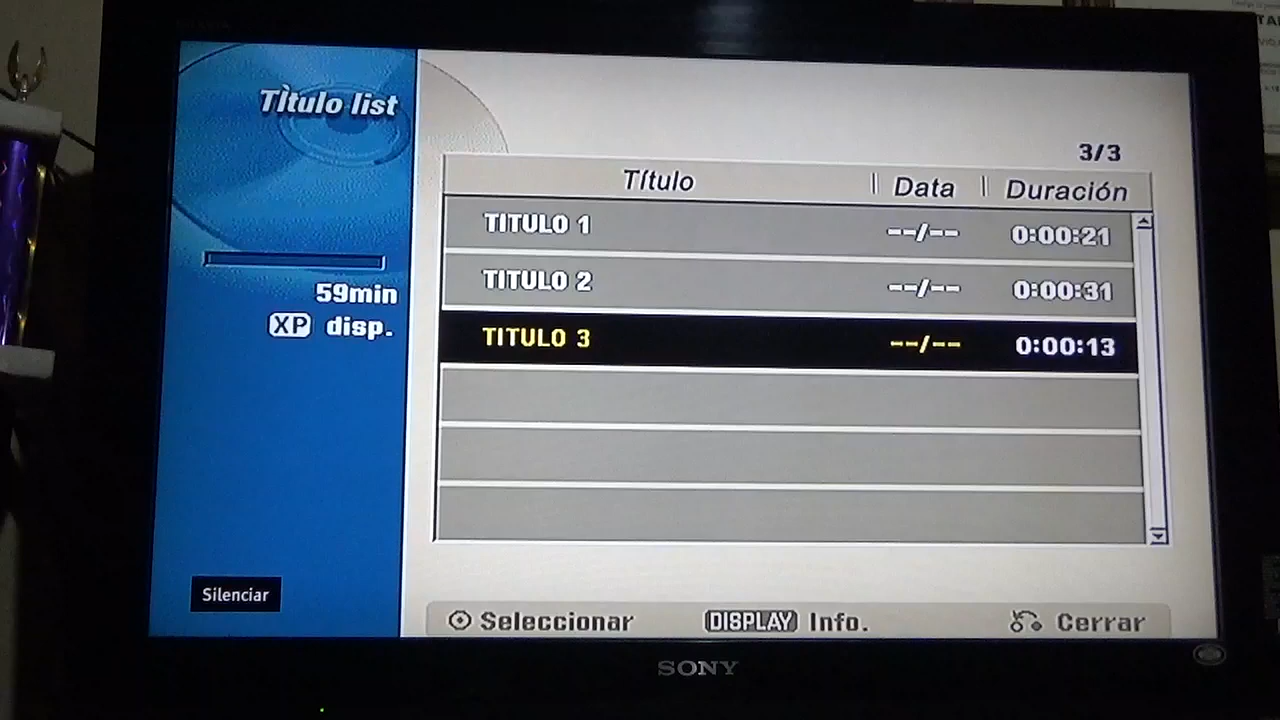 TÌtulo list
59min
XP disp.
3/3
Título Data Duración
TITULO 1 --/-- 0:00:21
TITULO 2 --/-- 0:00:31
TITULO 3 --/-- 0:00:13
Silenciar
Seleccionar DISPLAY Info. Cerrar
SONY